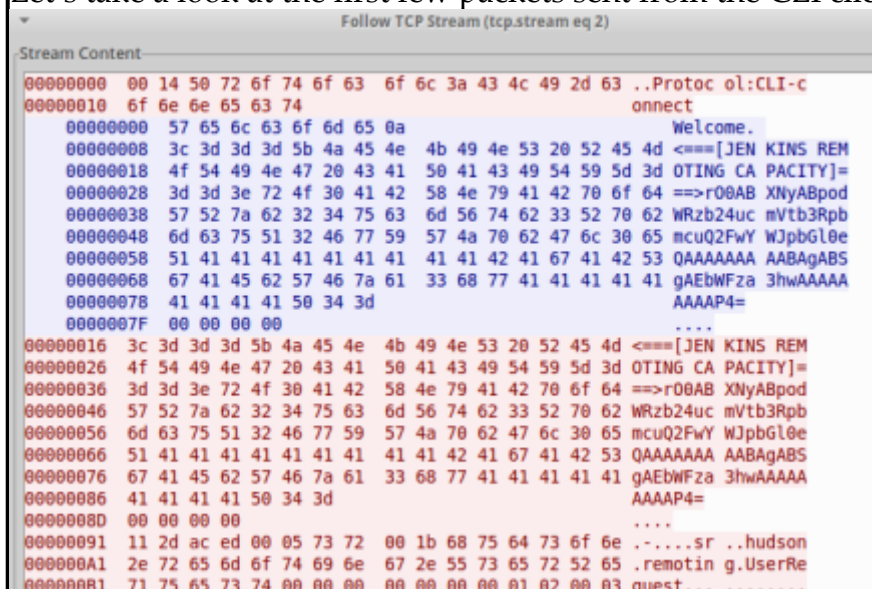 Let's take a look at the first few packets sent from the CLI
Follow TCP Stream (tcp.stream eq 2)
Stream Content
00000000 00 14 50 72 6f 74 6f 63 6f 6c 3a 43 4c 49 2d 63 ..Protoc ol:CLI-c
00000010 6f 6e 6e 65 63 74 onnect
00000000 57 65 6c 63 6f 6d 65 0a Welcome.
00000008 3c 3d 3d 3d 5b 4a 45 4e 4b 49 4e 53 20 52 45 4d <===[JEN KINS REM
00000018 4f 54 49 4e 47 20 43 41 50 41 43 49 54 59 5d 3d OTING CA PACITY]=
00000028 3d 3d 3e 72 4f 30 41 42 58 4e 79 41 42 70 6f 64 ==>rO0AB XNyABpod
00000038 57 52 7a 62 32 34 75 63 6d 56 74 62 33 52 70 62 WRzb24uc mVtb3Rpb
00000048 6d 63 75 51 32 46 77 59 57 4a 70 62 47 6c 30 65 mcuQ2FwY WJpbGl0e
00000058 51 41 41 41 41 41 41 41 41 41 42 41 67 41 42 53 QAAAAAAA AABAgABS
00000068 67 41 45 62 57 46 7a 61 33 68 77 41 41 41 41 41 gAEbWFza 3hwAAAAA
00000078 41 41 41 41 50 34 3d AAAAP4=
0000007F 00 00 00 00 ....
00000016 3c 3d 3d 3d 5b 4a 45 4e 4b 49 4e 53 20 52 45 4d <===[JEN KINS REM
00000026 4f 54 49 4e 47 20 43 41 50 41 43 49 54 59 5d 3d OTING CA PACITY]=
00000036 3d 3d 3e 72 4f 30 41 42 58 4e 79 41 42 70 6f 64 ==>rO0AB XNyABpod
00000046 57 52 7a 62 32 34 75 63 6d 56 74 62 33 52 70 62 WRzb24uc mVtb3Rpb
00000056 6d 63 75 51 32 46 77 59 57 4a 70 62 47 6c 30 65 mcuQ2FwY WJpbGl0e
00000066 51 41 41 41 41 41 41 41 41 41 42 41 67 41 42 53 QAAAAAAA AABAgABS
00000076 67 41 45 62 57 46 7a 61 33 68 77 41 41 41 41 41 gAEbWFza 3hwAAAAA
00000086 41 41 41 41 50 34 3d AAAAP4=
0000008D 00 00 00 00 ....
00000091 11 2d ac ed 00 05 73 72 00 1b 68 75 64 73 6f 6e .-....sr ..hudson
000000A1 2e 72 65 6d 6f 74 69 6e 67 2e 55 73 65 72 52 65 .remotin g.UserRe
000000B1 71 75 65 73 74 00 00 00 00 00 00 00 01 02 00 03 quest... ........